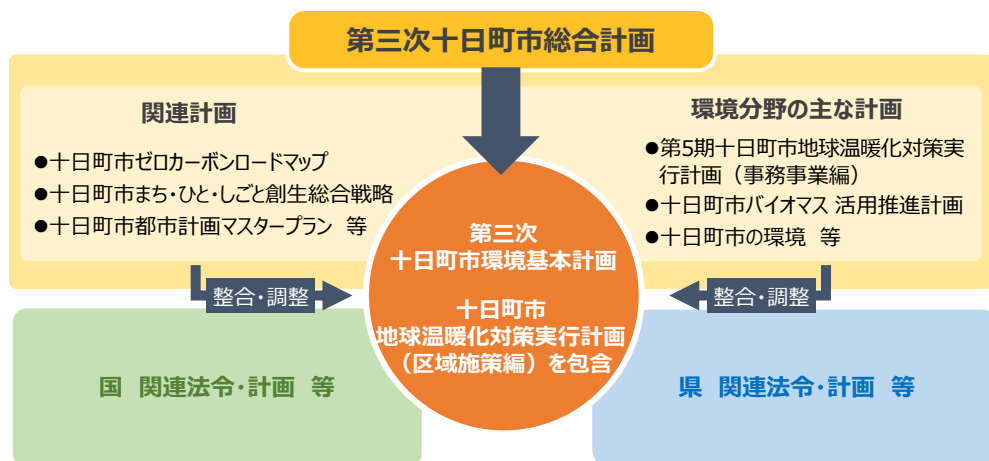 第三次十日町市総合計画
関連計画
●十日町市ゼロカーボンロードマップ
●十日町市まち・ひと・しごと創生総合戦略
●十日町市都市計画マスタープラン 等
整合・調整
環境分野の主な計画
●第5期十日町市地球温暖化対策実
行計画（事務事業編）
●十日町市バイオマス 活用推進計画
●十日町市の環境 等
整合・調整
第三次
十日町市環境基本計画
十日町市
地球温暖化対策実行計画
（区域施策編）を包含
国 関連法令・計画 等
県 関連法令・計画 等